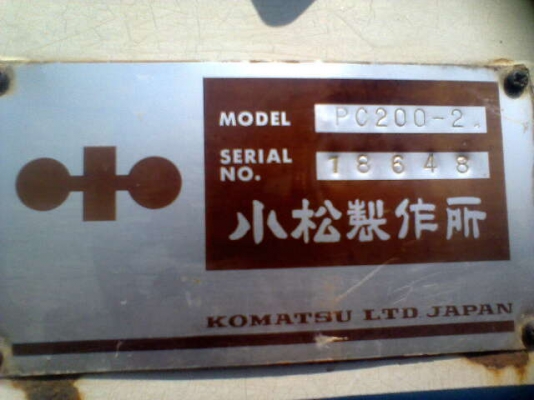 MODEL PC200-2
SERIAL NO. 18648
小松製作所
KOMATSU LTD JAPAN